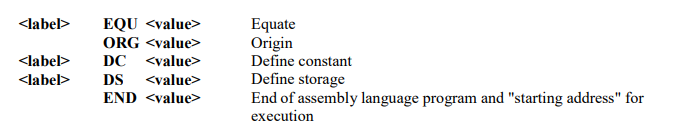 <label> EQU <value> Equate
ORG <value> Origin
<label> DC <value> Define constant
<label> DS <value> Define storage
END <value> End of assembly language program and "starting address" for
execution